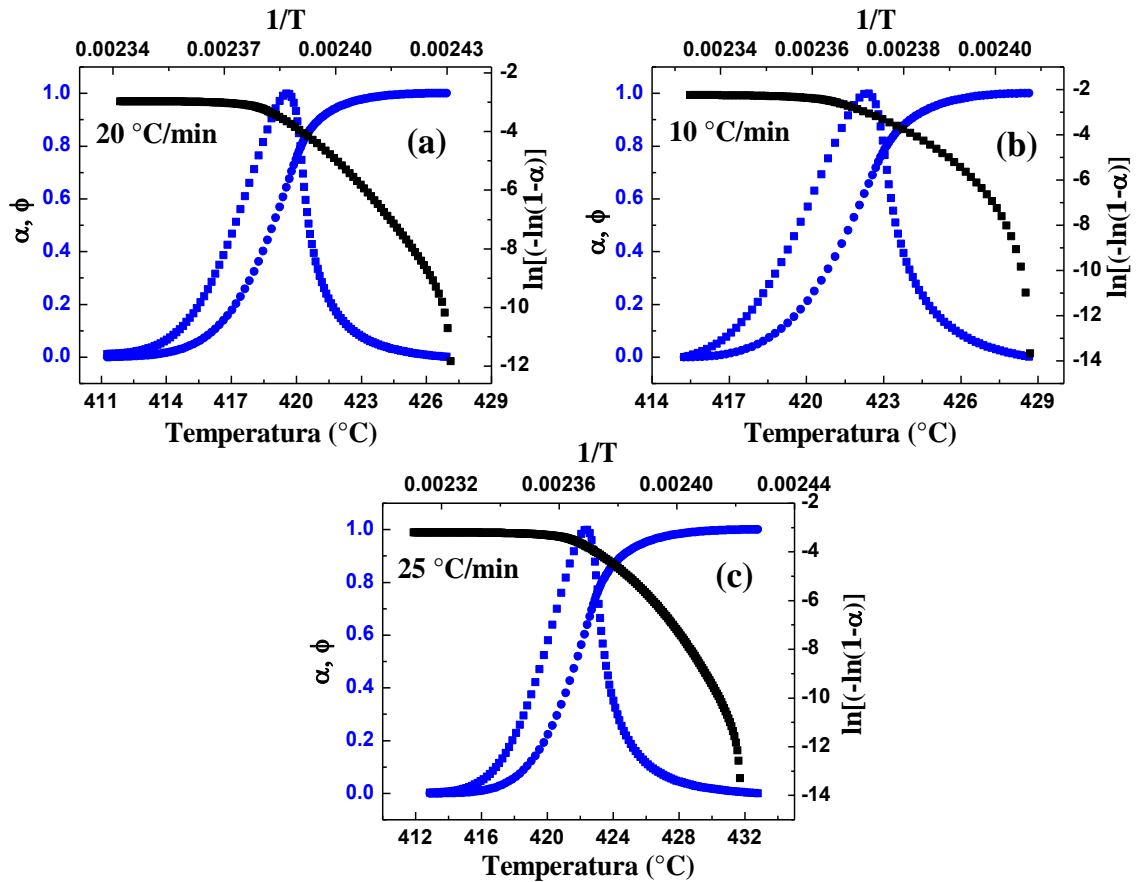 1/T
0.00234 0.00237 0.00240 0.00243
1.0
0.8
0.6
0.4
0.2
0.0
α, ϕ
20 °C/min
(a)
-2
-4
-6
-8
-10
-12
ln[(-ln(1-α)]
411 414 417 420 423 426 429
Temperatura (°C)
1/T
0.00234 0.00236 0.00238 0.00240
1.0
0.8
0.6
0.4
0.2
0.0
α, ϕ
10 °C/min
(b)
-2
-4
-6
-8
-10
-12
-14
ln[(-ln(1-α)]
414 417 420 423 426 429
Temperatura (°C)
1/T
0.00232 0.00236 0.00240 0.00244
1.0
0.8
0.6
0.4
0.2
0.0
α, ϕ
25 °C/min
(c)
-2
-4
-6
-8
-10
-12
-14
ln[(-ln(1-α)]
412 416 420 424 428 432
Temperatura (°C)